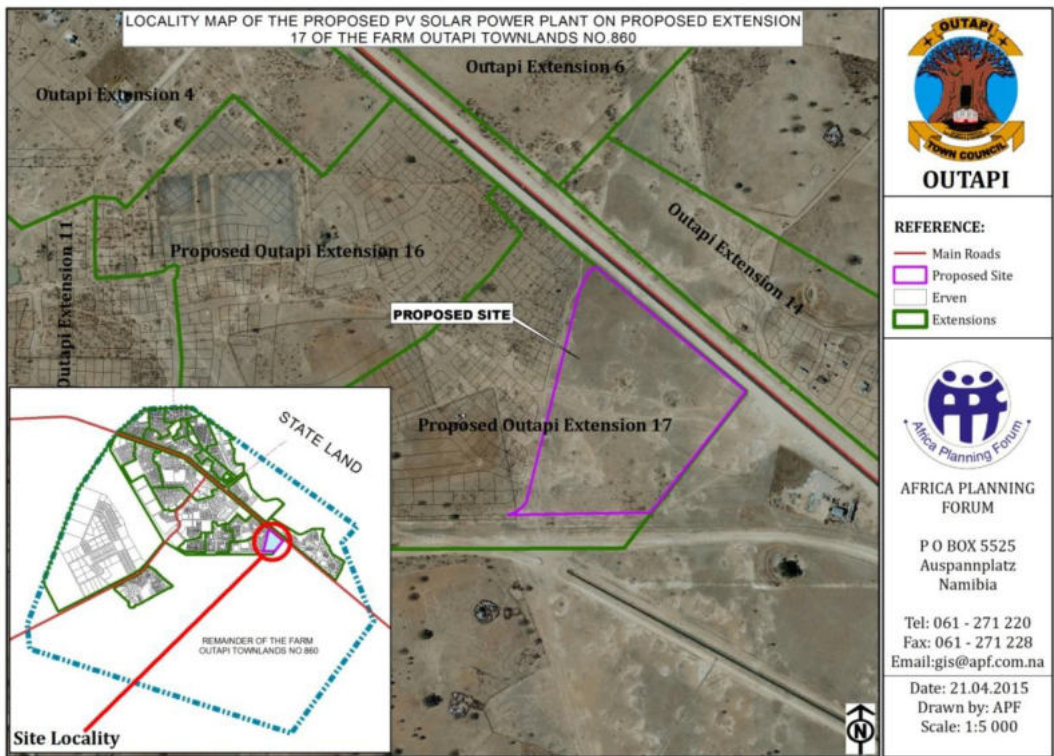 LOCALITY MAP OF THE PROPOSED PV SOLAR POWER PLANT ON PROPOSED EXTENSION
17 OF THE FARM OUTAPI TOWNLANDS NO.860
Outapi Extension 6
Outapi Extension 4
Outapi Extension 11
Proposed Outapi Extension 16
Outapi Extension 14
PROPOSED SITE
Proposed Outapi Extension 17
STATE LAND
REMAINDER OF THE FARM
OUTAPI TOWNLANDS NO.860
Site Locality
N
OUTAPI
TOWN COUNCIL
OUTAPI
REFERENCE:
Main Roads
Proposed Site
Erven
Extensions
APF
Africa Planning Forum
AFRICA PLANNING
FORUM
P O BOX 5525
Auspannplatz
Namibia
Tel: 061 - 271 220
Fax: 061 - 271 228
Email:gis@apf.com.na
Date: 21.04.2015
Drawn by: APF
Scale: 1:5 000